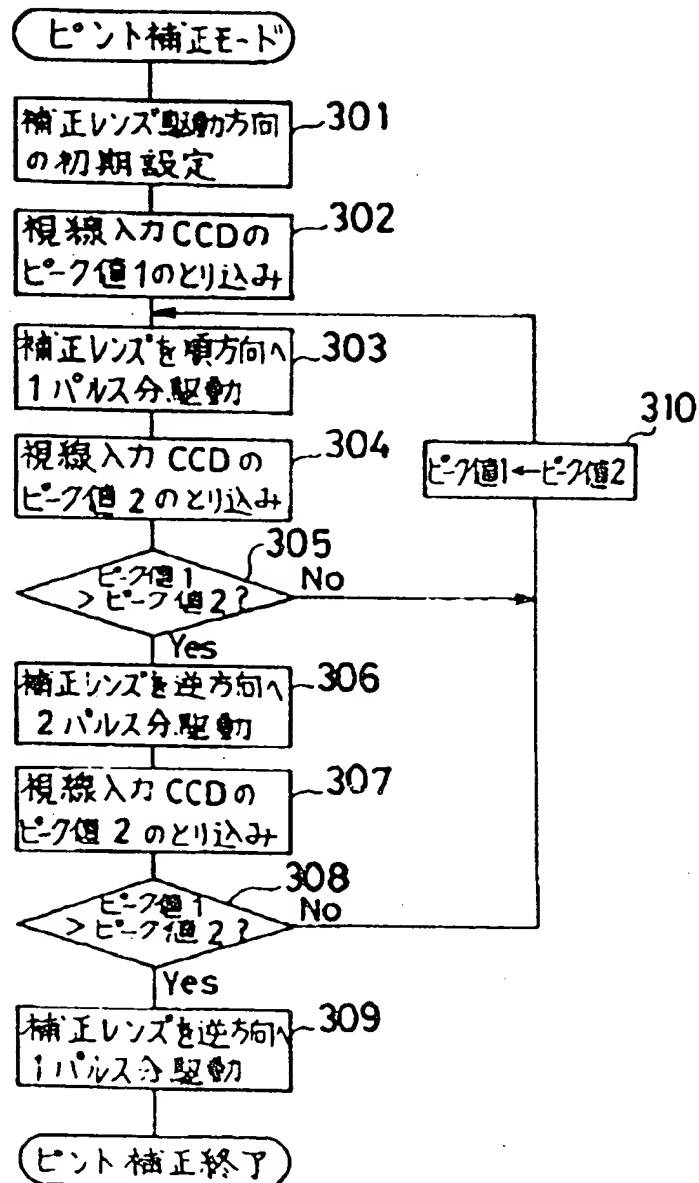 ピント補正モード
補正レンズ駆動方向
の初期設定
301
視線入力CCDの
ピーク値1のとり込み
302
補正レンズを順方向へ
1パルス分駆動
303
視線入力CCDの
ピーク値2のとり込み
304
ピーク値1←ピーク値2
310
ピーク値1
>ピーク値2?
305
No
Yes
補正レンズを逆方向へ
2パルス分駆動
306
視線入力CCDの
ピーク値2のとり込み
307
ピーク値1
>ピーク値2?
308
No
Yes
補正レンズを逆方向へ
1パルス分駆動
309
ピント補正終了